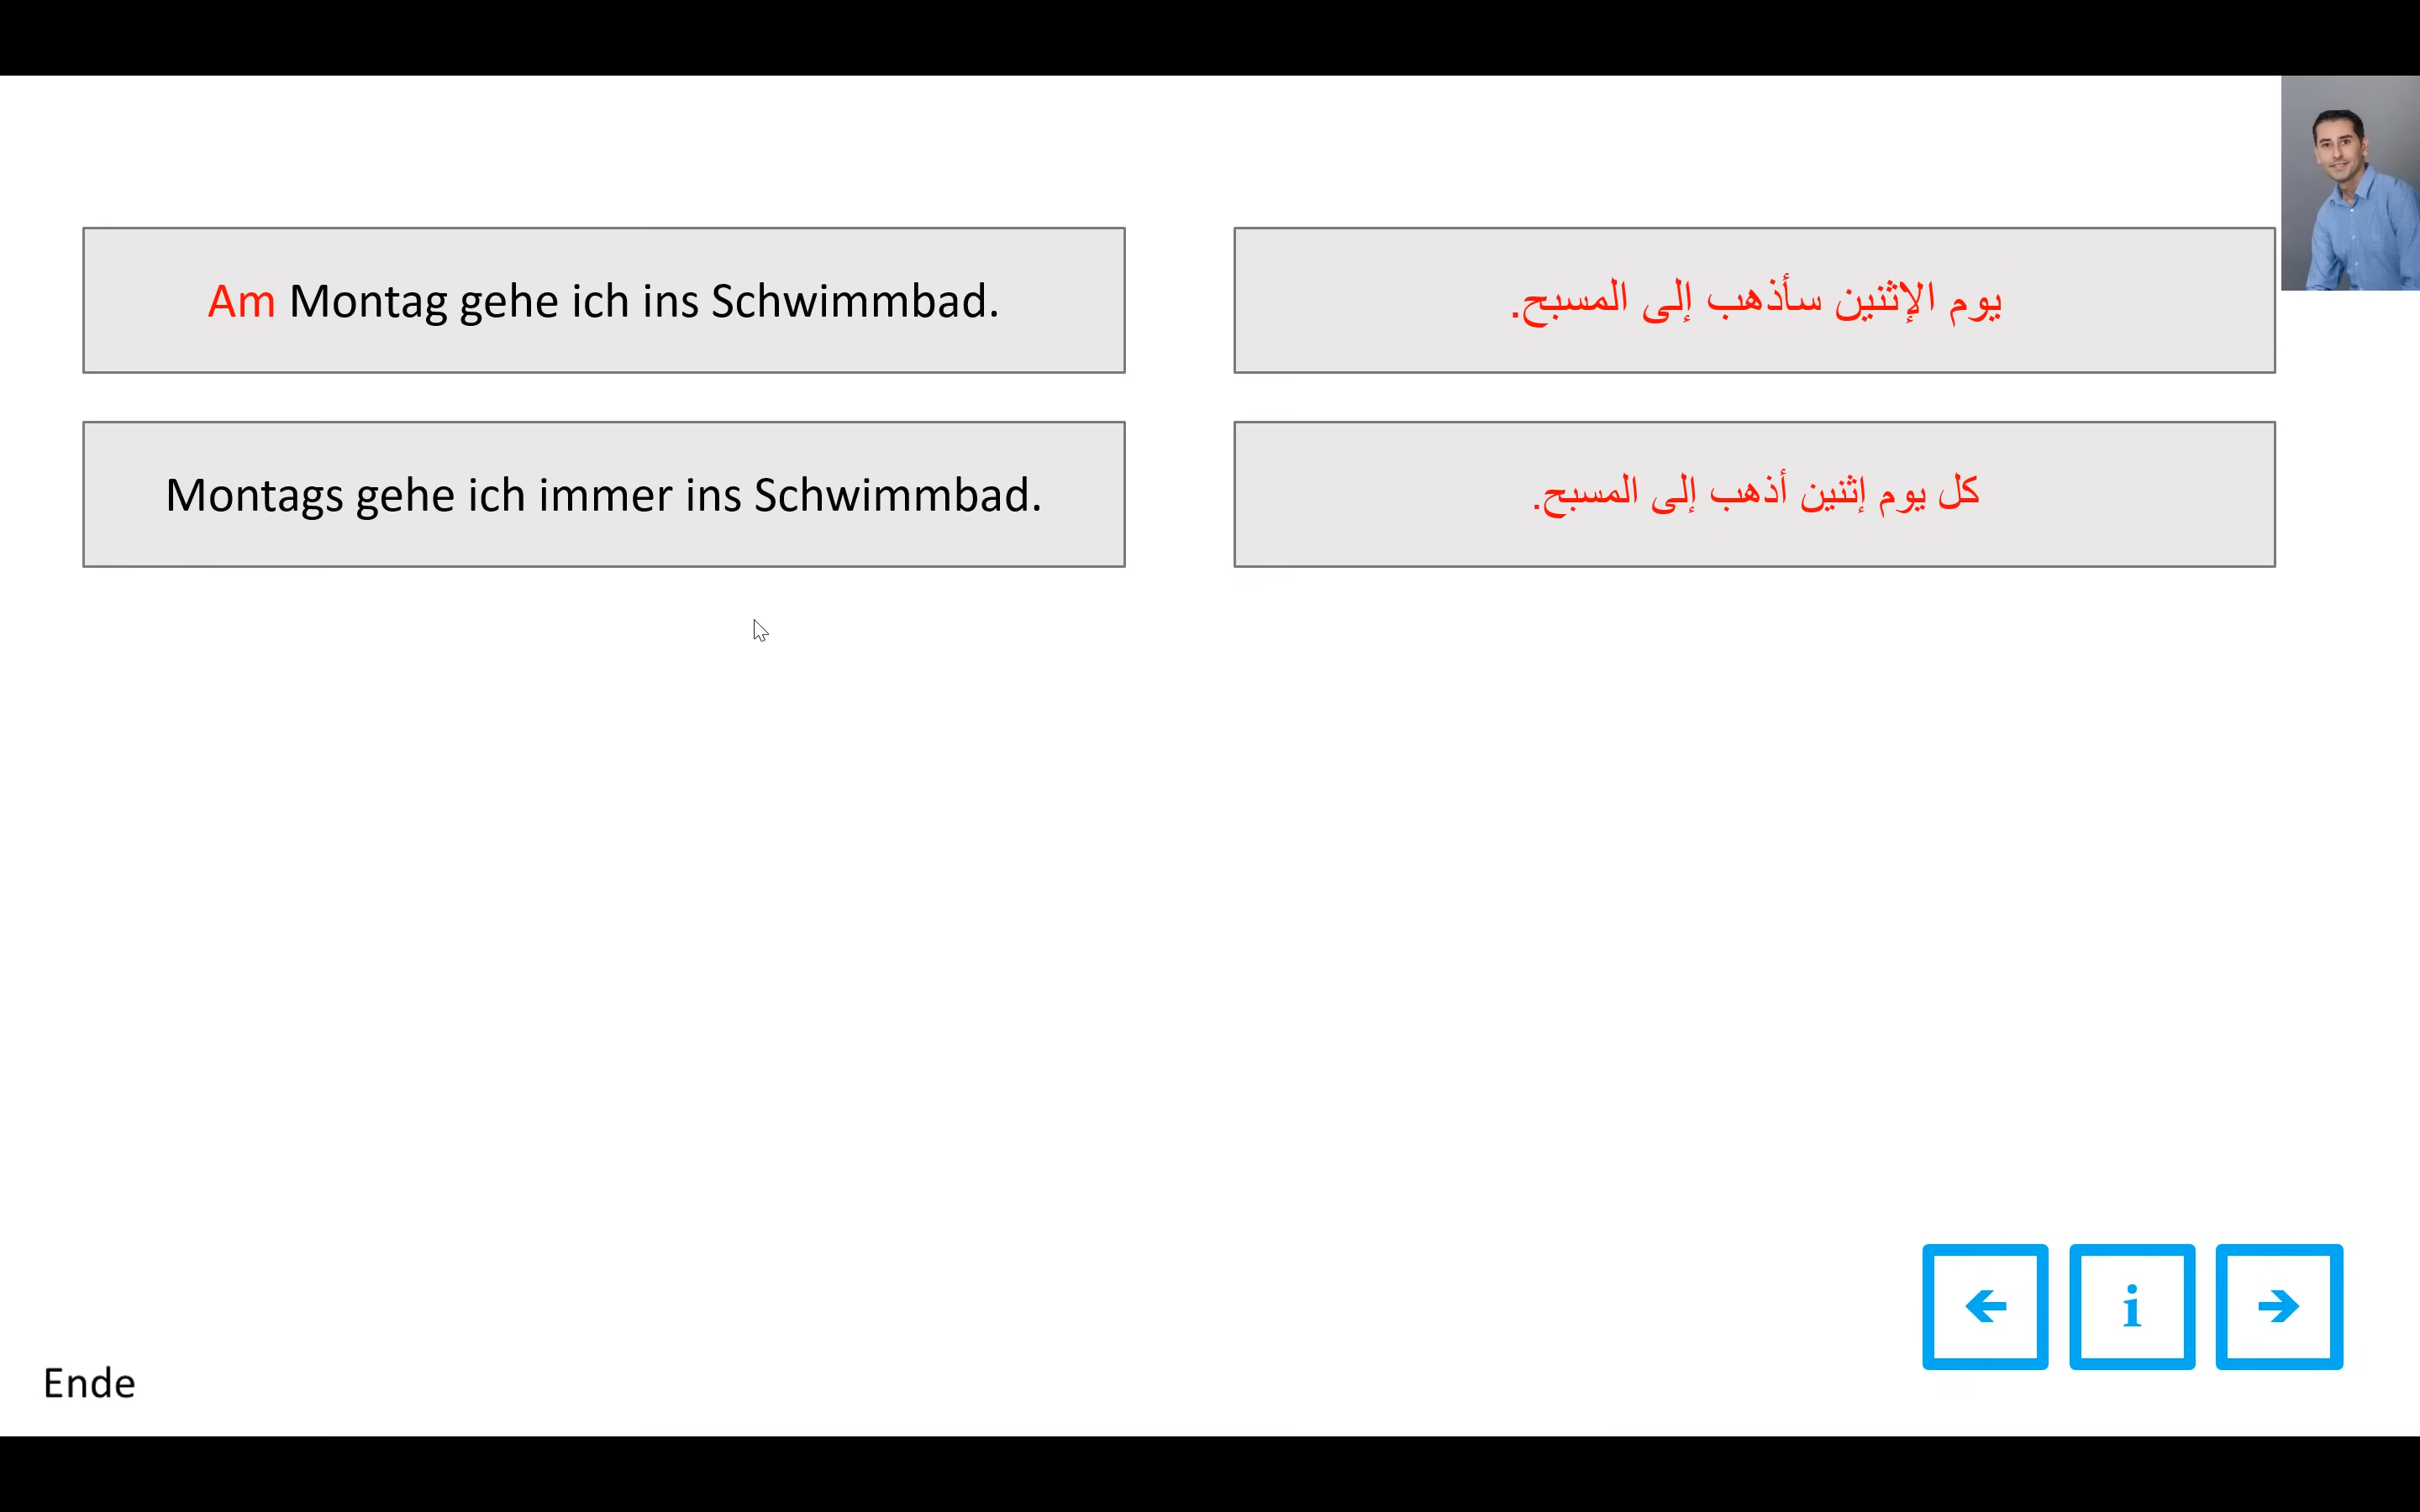 Am Montag gehe ich ins Schwimmbad.
يوم الإثنين سأذهب إلى المسبح.
Montags gehe ich immer ins Schwimmbad.
كل يوم إثنين أذهب إلى المسبح.
i
Ende